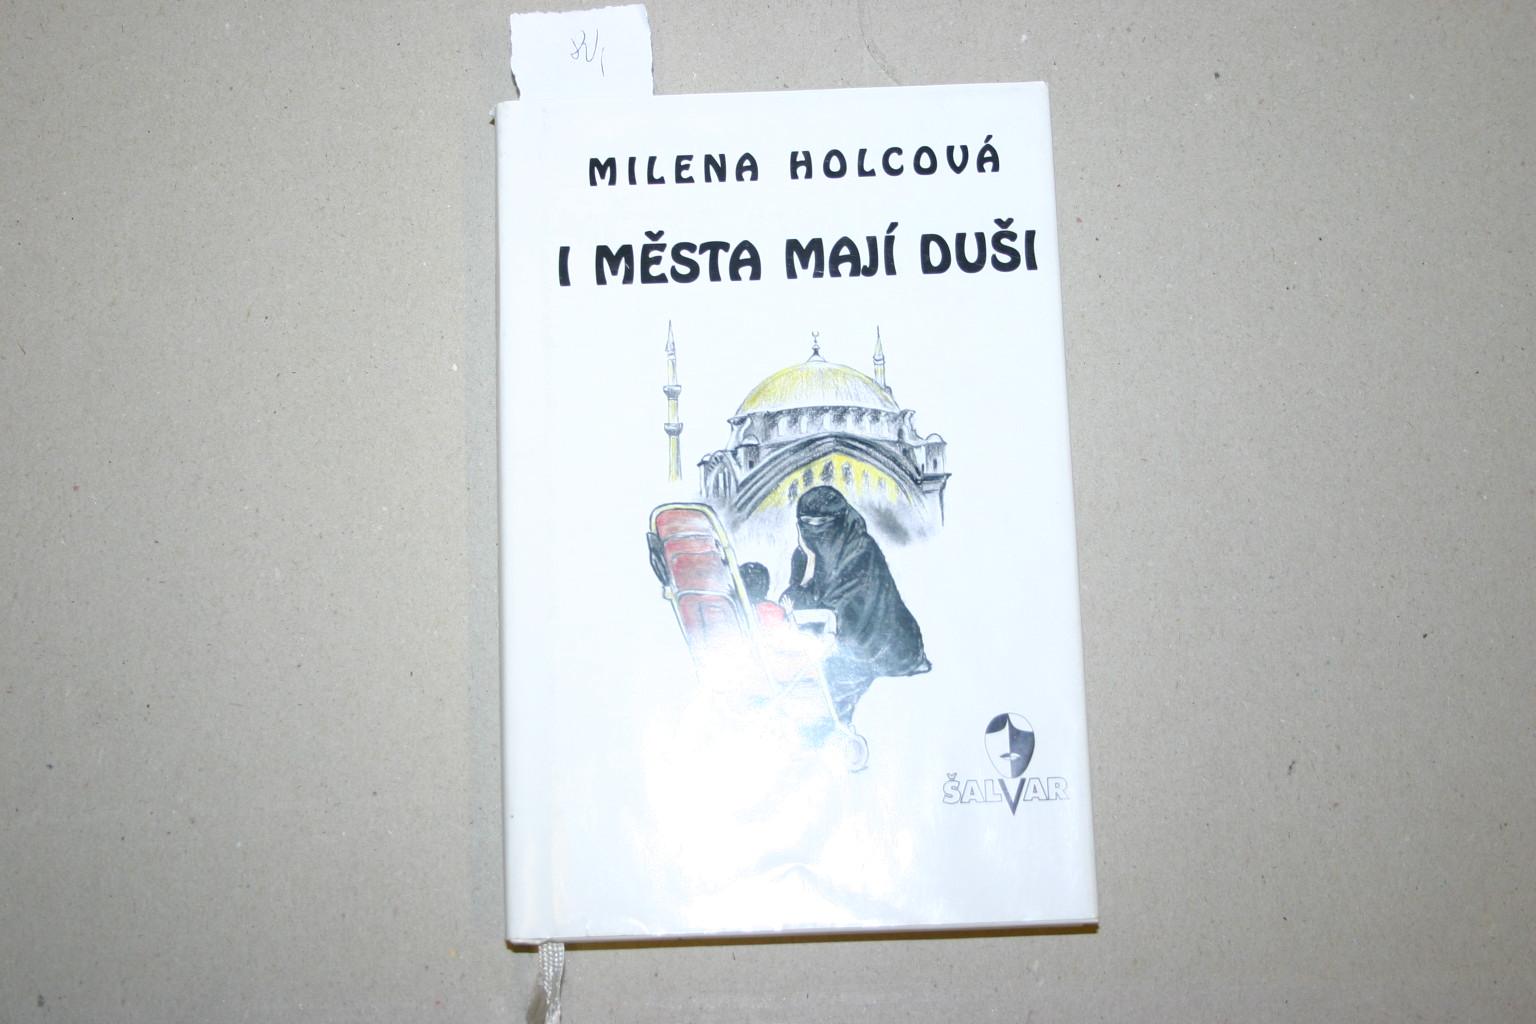 MILENA HOLCOVÁ
I MĚSTA MAJÍ DUŠI
ŠALVAR